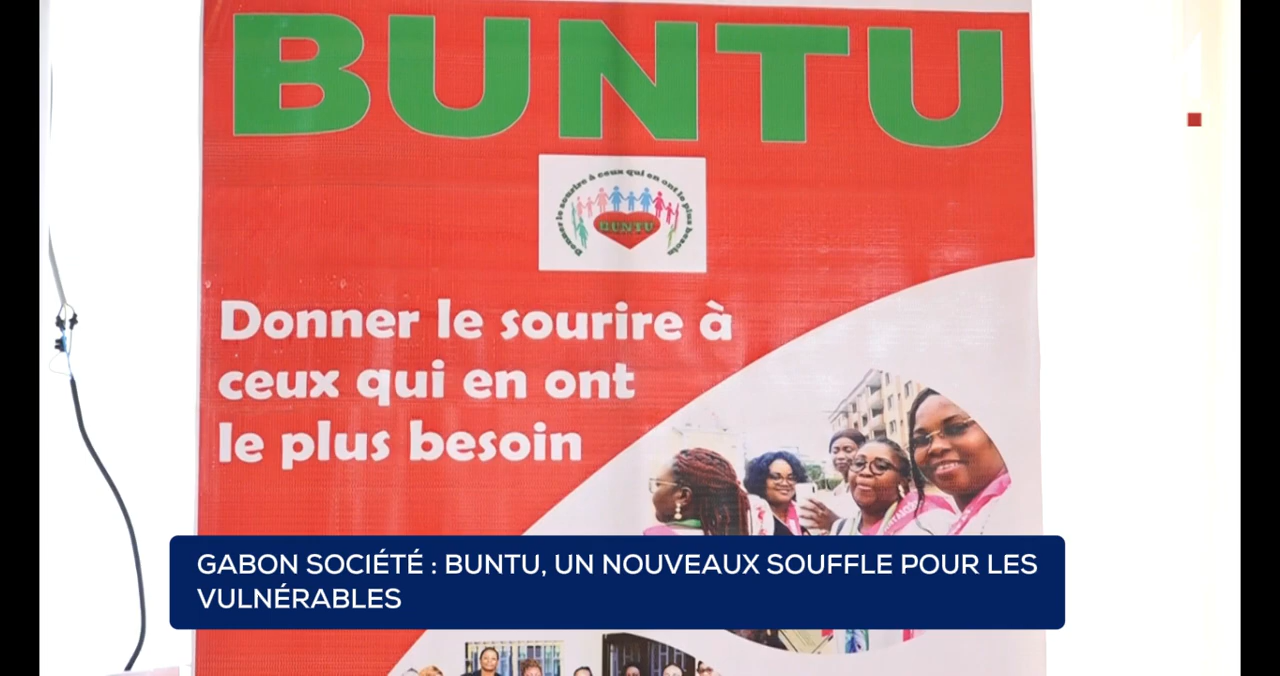 BUNTU
Donner le sourire à ceux qui en ont le plus besoin
BUNTU
Donner le sourire à
ceux qui en ont
le plus besoin
GABON SOCIÉTÉ : BUNTU, UN NOUVEAUX SOUFFLE POUR LES
VULNÉRABLES